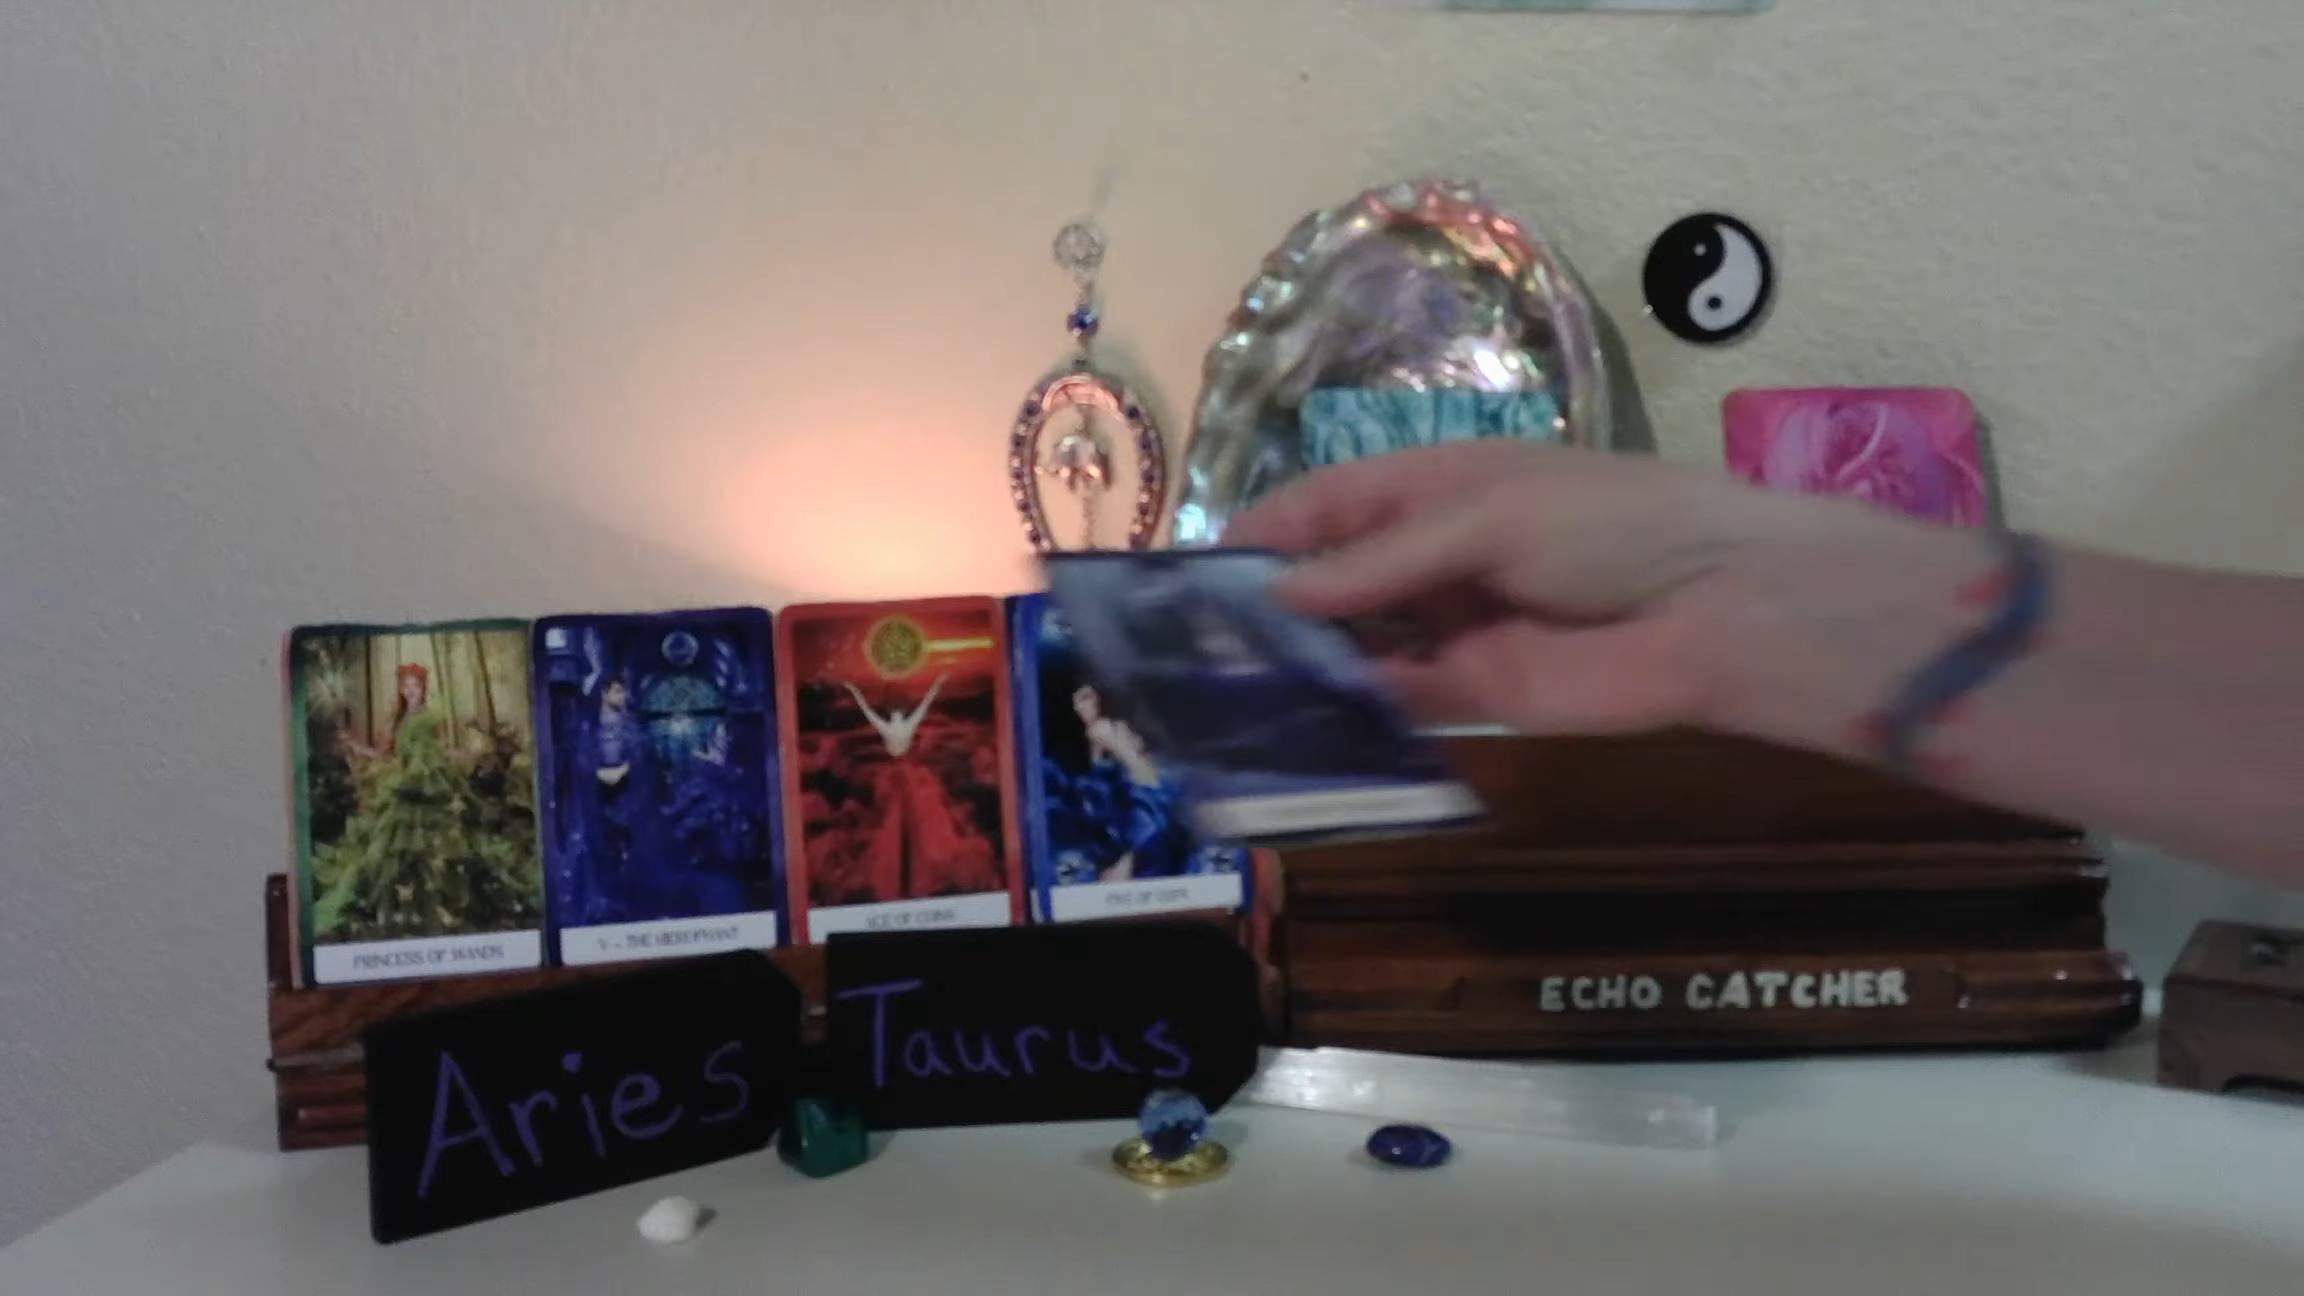 PRINCESS OF WANDS
V - THE HIEROPHANT
ACE OF COINS
FIVE OF CUPS
Aries
Taurus
ECHO CATCHER